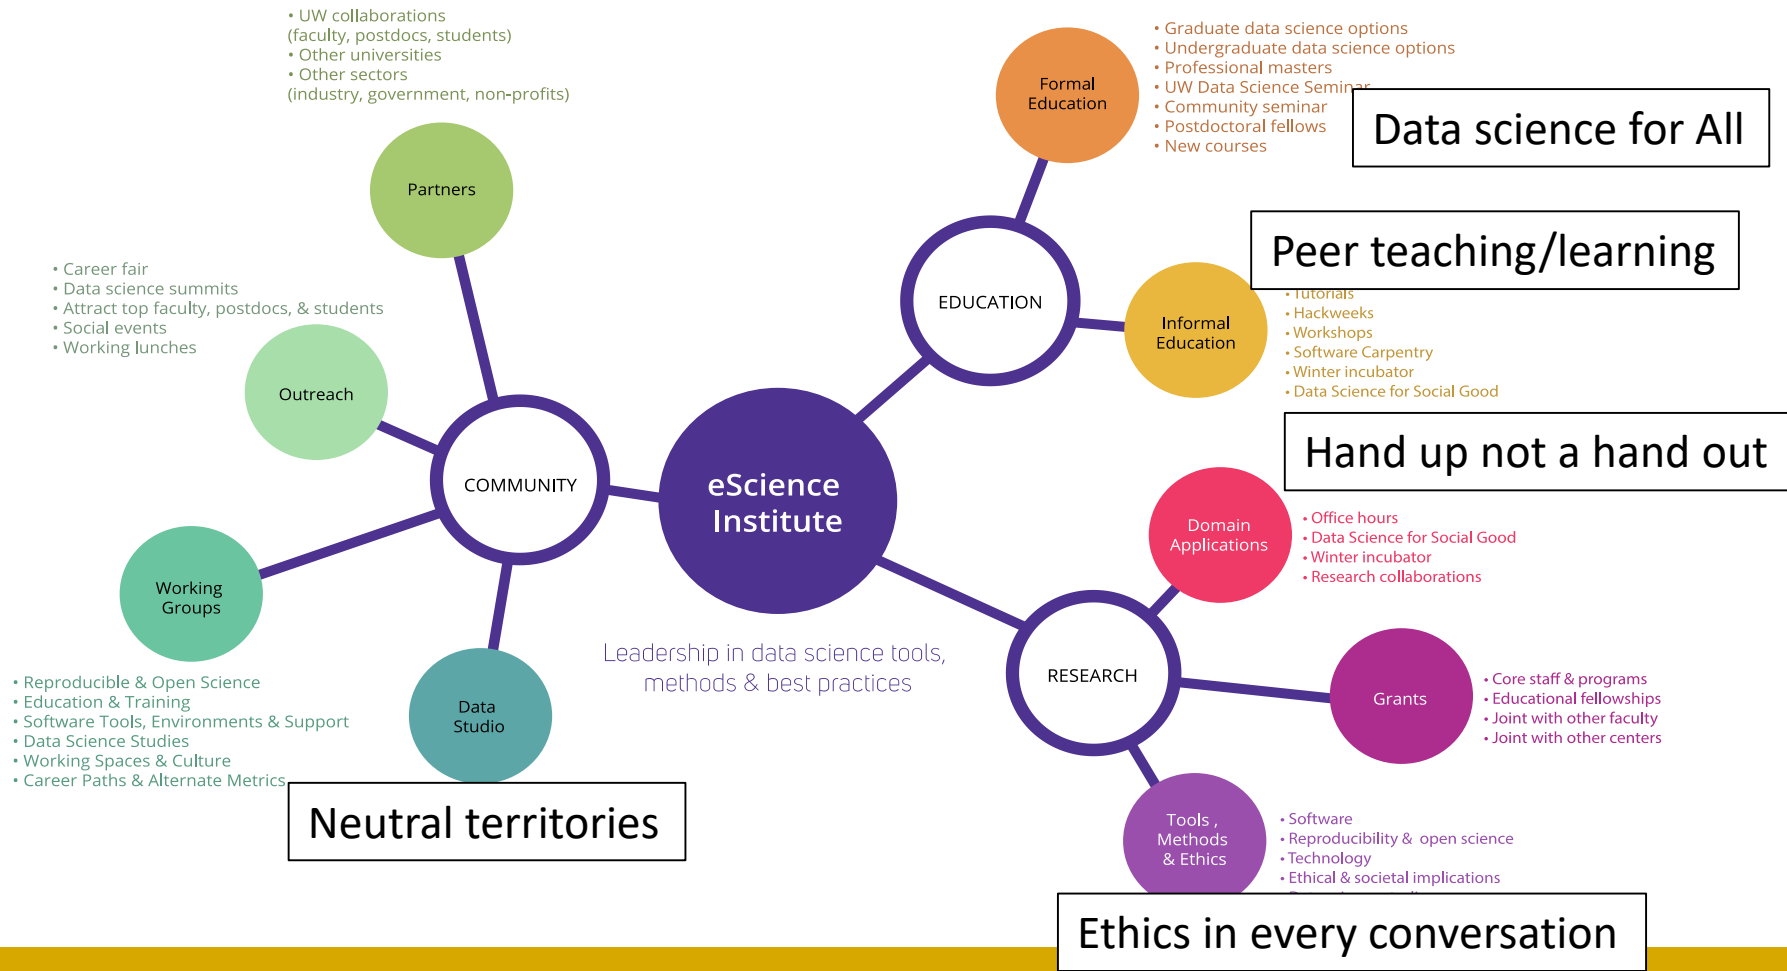 • UW collaborations
(faculty, postdocs, students)
• Other universities
• Other sectors
(industry, government, non-profits)
Partners
• Career fair
• Data science summits
• Attract top faculty, postdocs, & students
• Social events
• Working lunches
Outreach
COMMUNITY
Working
Groups
• Reproducible & Open Science
• Education & Training
• Software Tools, Environments & Support
• Data Science Studies
• Working Spaces & Culture
• Career Paths & Alternate Metrics
Data
Studio
Neutral territories
eScience
Institute
Leadership in data science tools,
methods & best practices
EDUCATION
Formal
Education
• Graduate data science options
• Undergraduate data science options
• Professional masters
• UW Data Science Seminar
• Community seminar
• Postdoctoral fellows
• New courses
Data science for All
Peer teaching/learning
Informal
Education
• Tutorials
• Hackweeks
• Workshops
• Software Carpentry
• Winter incubator
• Data Science for Social Good
Hand up not a hand out
RESEARCH
Domain
Applications
• Office hours
• Data Science for Social Good
• Winter incubator
• Research collaborations
Grants
• Core staff & programs
• Educational fellowships
• Joint with other faculty
• Joint with other centers
Tools ,
Methods
& Ethics
• Software
• Reproducibility & open science
• Technology
• Ethical & societal implications
Ethics in every conversation